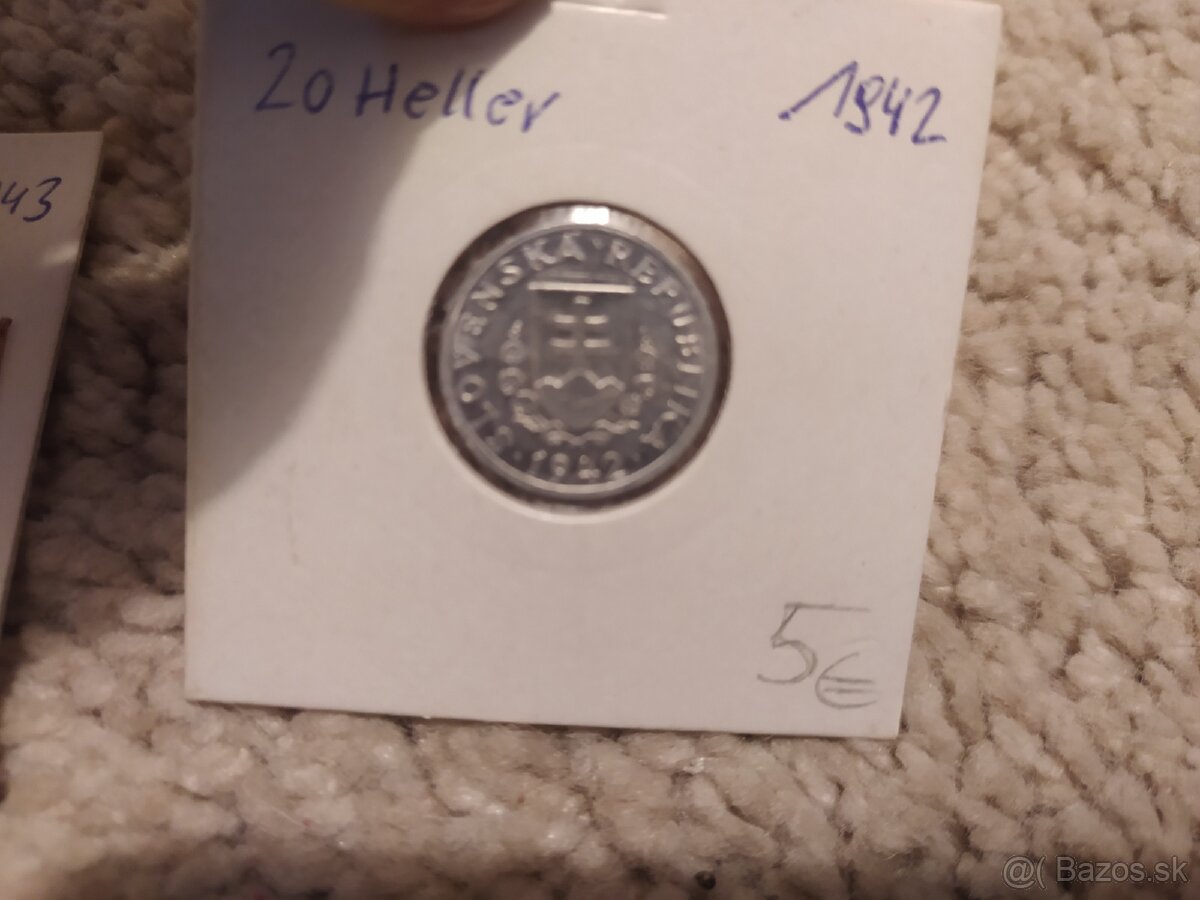 20 Heller 1942
43
SLOVENSKÁ REPUBLIKA
· 1942 ·
5€
@( Bazos.sk